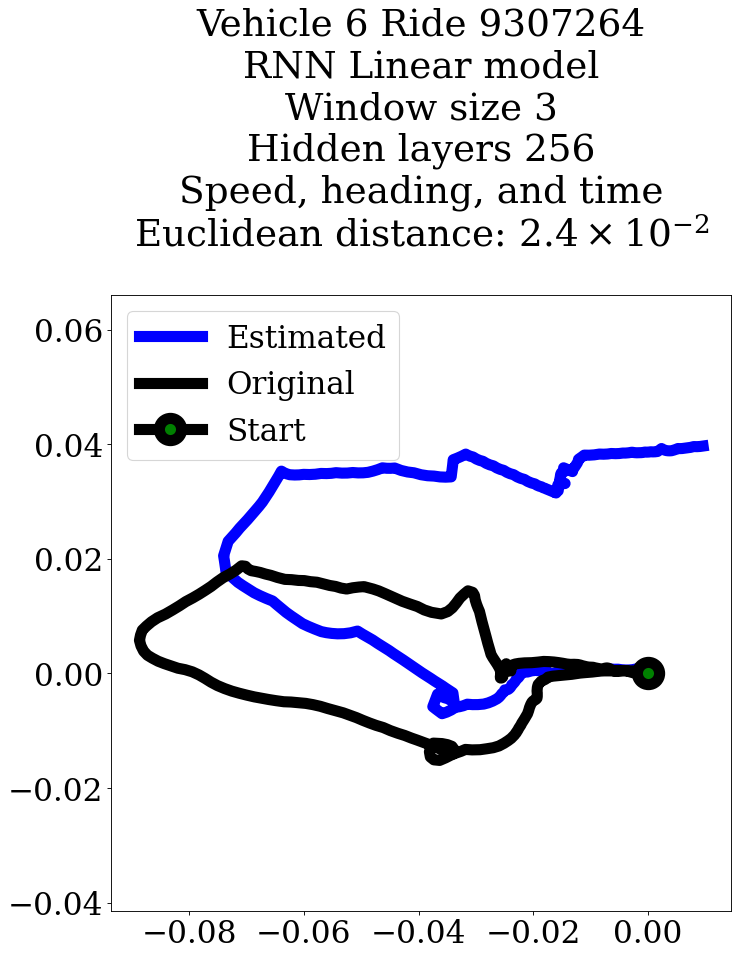 Vehicle 6 Ride 9307264
RNN Linear model
Window size 3
Hidden layers 256
Speed, heading, and time
Euclidean distance: 2.4 × 10⁻²
Estimated
Original
Start
0.06
0.04
0.02
0.00
−0.02
−0.04
−0.08 −0.06 −0.04 −0.02 0.00